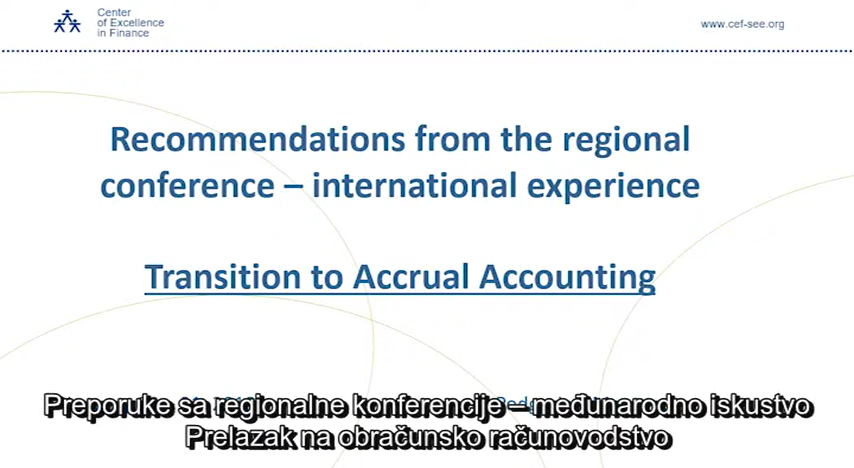 Center
of Excellence
in Finance
www.cef-see.org
Recommendations from the regional
conference – international experience
Transition to Accrual Accounting
Preporuke sa regionalne konferencije – međunarodno iskustvo
Prelazak na obračunsko računovodstvo